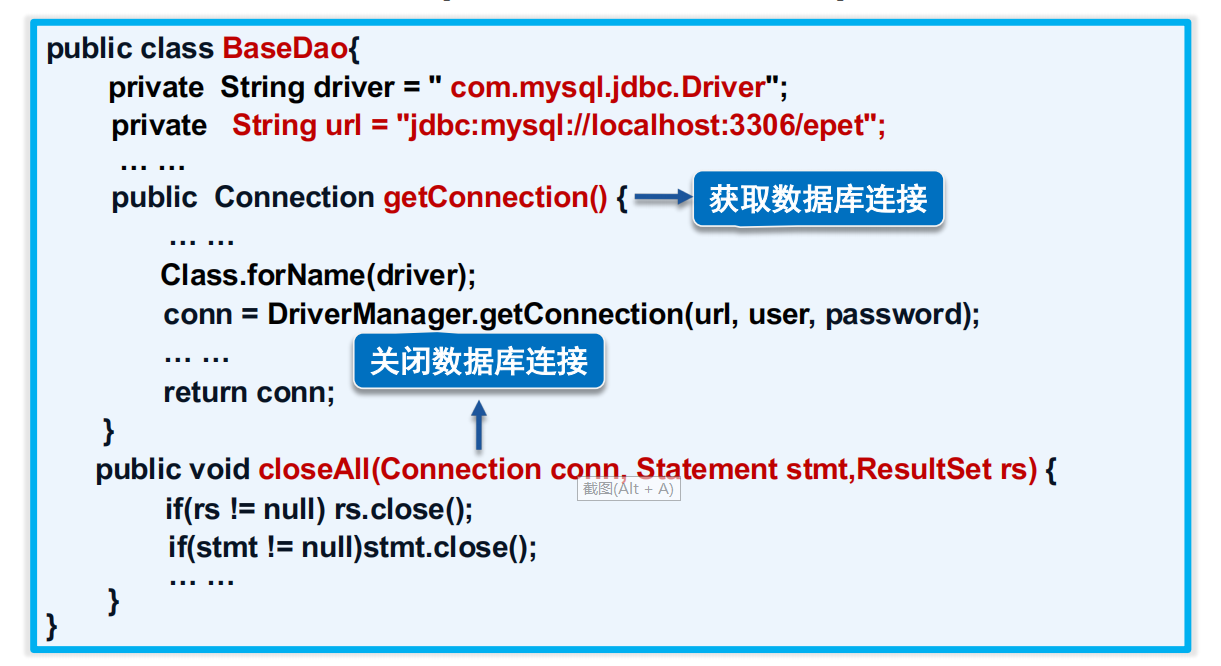 public class BaseDao{
private String driver = " com.mysql.jdbc.Driver";
private String url = "jdbc:mysql://localhost:3306/epet";
… …
public Connection getConnection() {
获取数据库连接
… …
Class.forName(driver);
conn = DriverManager.getConnection(url, user, password);
… …
关闭数据库连接
return conn;
}
public void closeAll(Connection conn, Statement stmt,ResultSet rs) {
截图(Alt + A)
if(rs != null) rs.close();
if(stmt != null)stmt.close();
… …
}
}